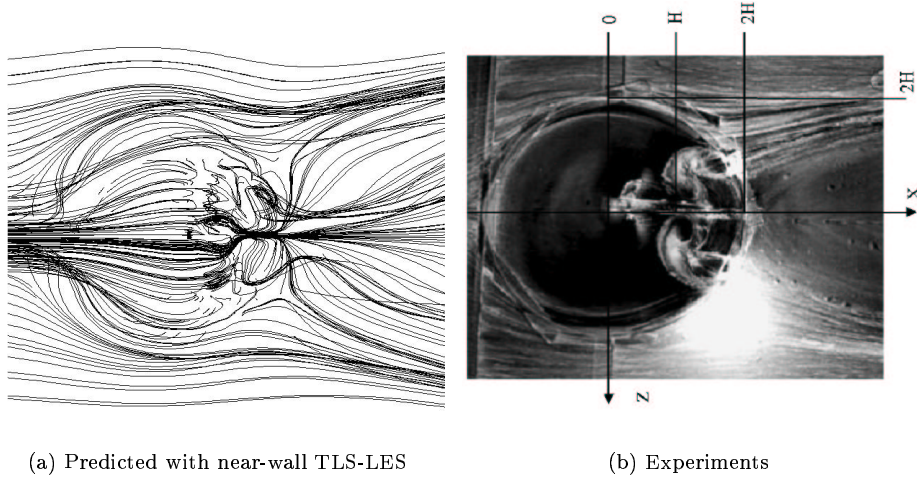 0
H
2H
2H
X
Z
(a) Predicted with near-wall TLS-LES
(b) Experiments